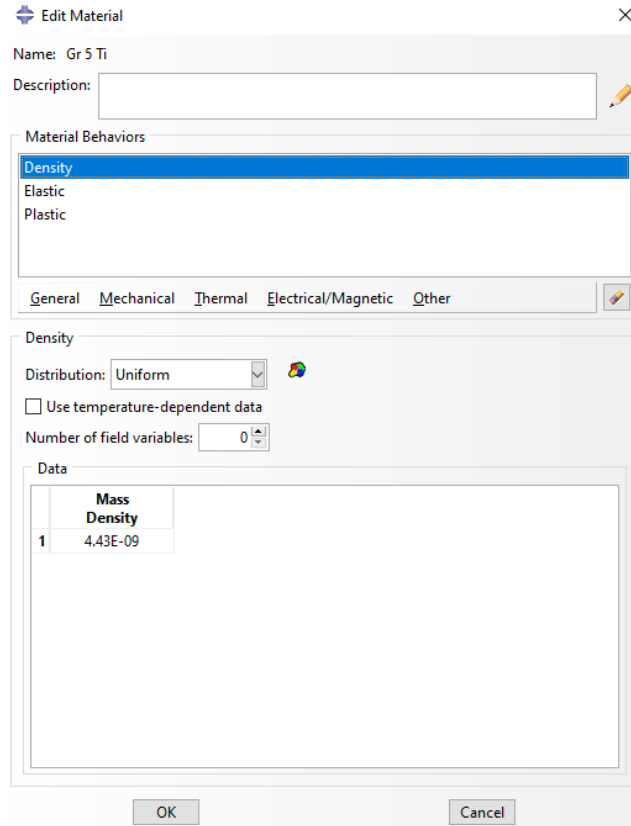 Edit Material
Name: Gr 5 Ti
Description:
Material Behaviors
Density
Elastic
Plastic
General Mechanical Thermal Electrical/Magnetic Other
Density
Distribution: Uniform
Use temperature-dependent data
Number of field variables: 0
Data
Mass
Density
1 4.43E-09
OK Cancel